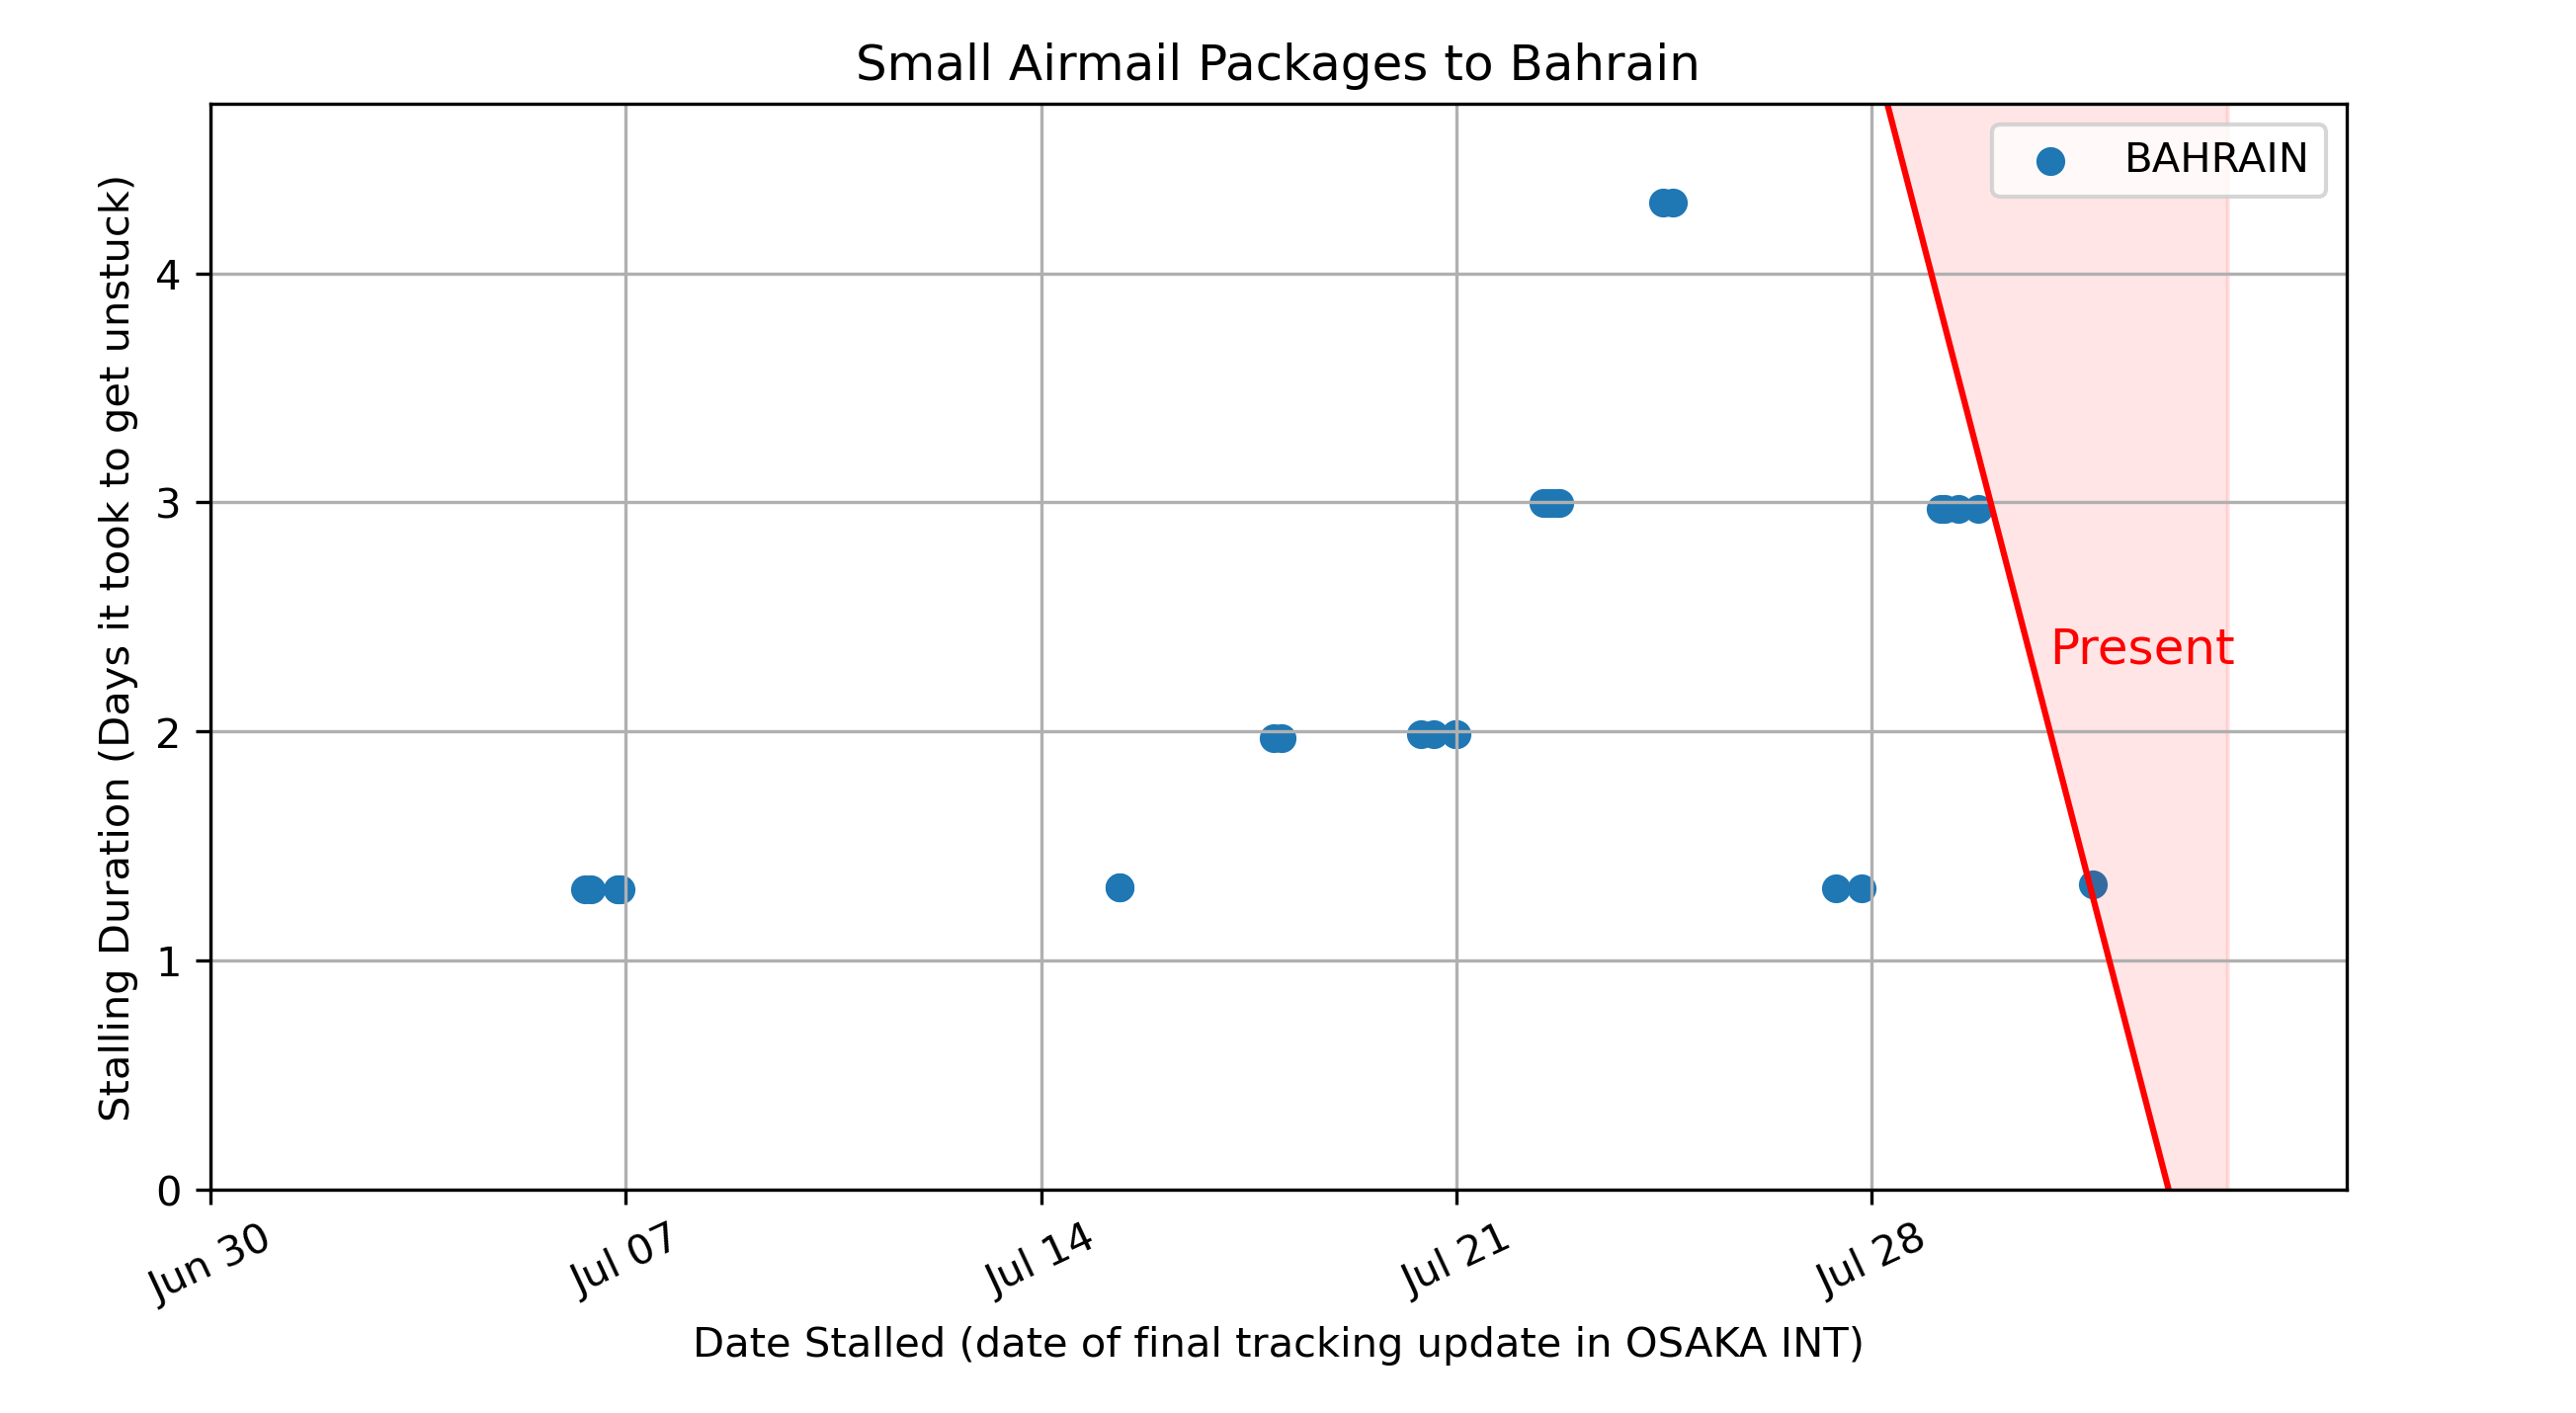 Small Airmail Packages to Bahrain
BAHRAIN
Stalling Duration (Days it took to get unstuck)
4
3
2
1
0
Present
Jun 30
Jul 07
Jul 14
Jul 21
Jul 28
Date Stalled (date of final tracking update in OSAKA INT)